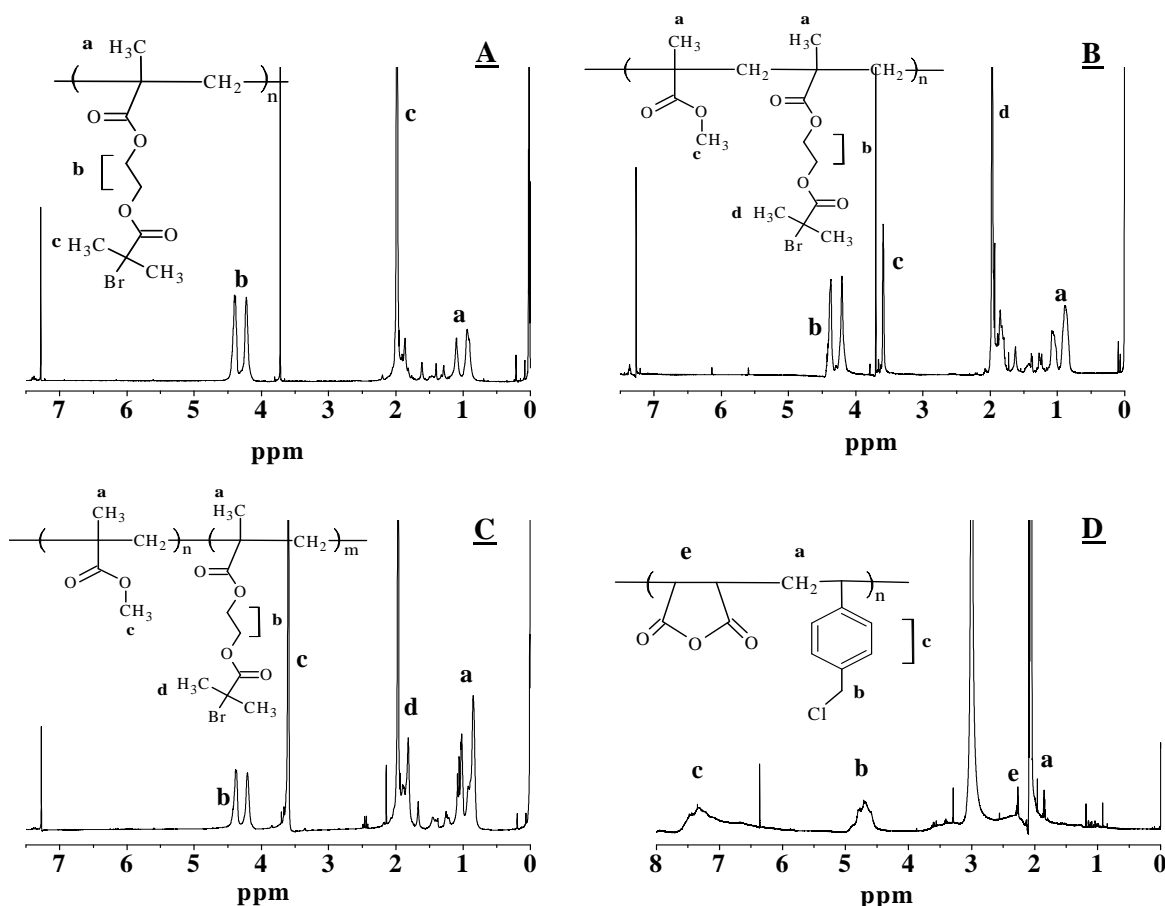 A
a
H₃C
CH₂
n
O
O
b
O
O
c H₃C
CH₃
Br
b
c
a
7 6 5 4 3 2 1 0
ppm
B
a a
CH₃ H₃C
CH₂ CH₂
n
O O
O O
CH₃
c
b
O
O
d H₃C
CH₃
Br
b
c
d
a
7 6 5 4 3 2 1 0
ppm
C
a a
CH₃ H₃C
CH₂ CH₂
n m
O O
O O
CH₃
c
b
O
O
d H₃C
CH₃
Br
b
c
d
a
7 6 5 4 3 2 1 0
ppm
D
e a
CH₂
n
O O O
c
b
Cl
c
b
e
a
8 7 6 5 4 3 2 1 0
ppm